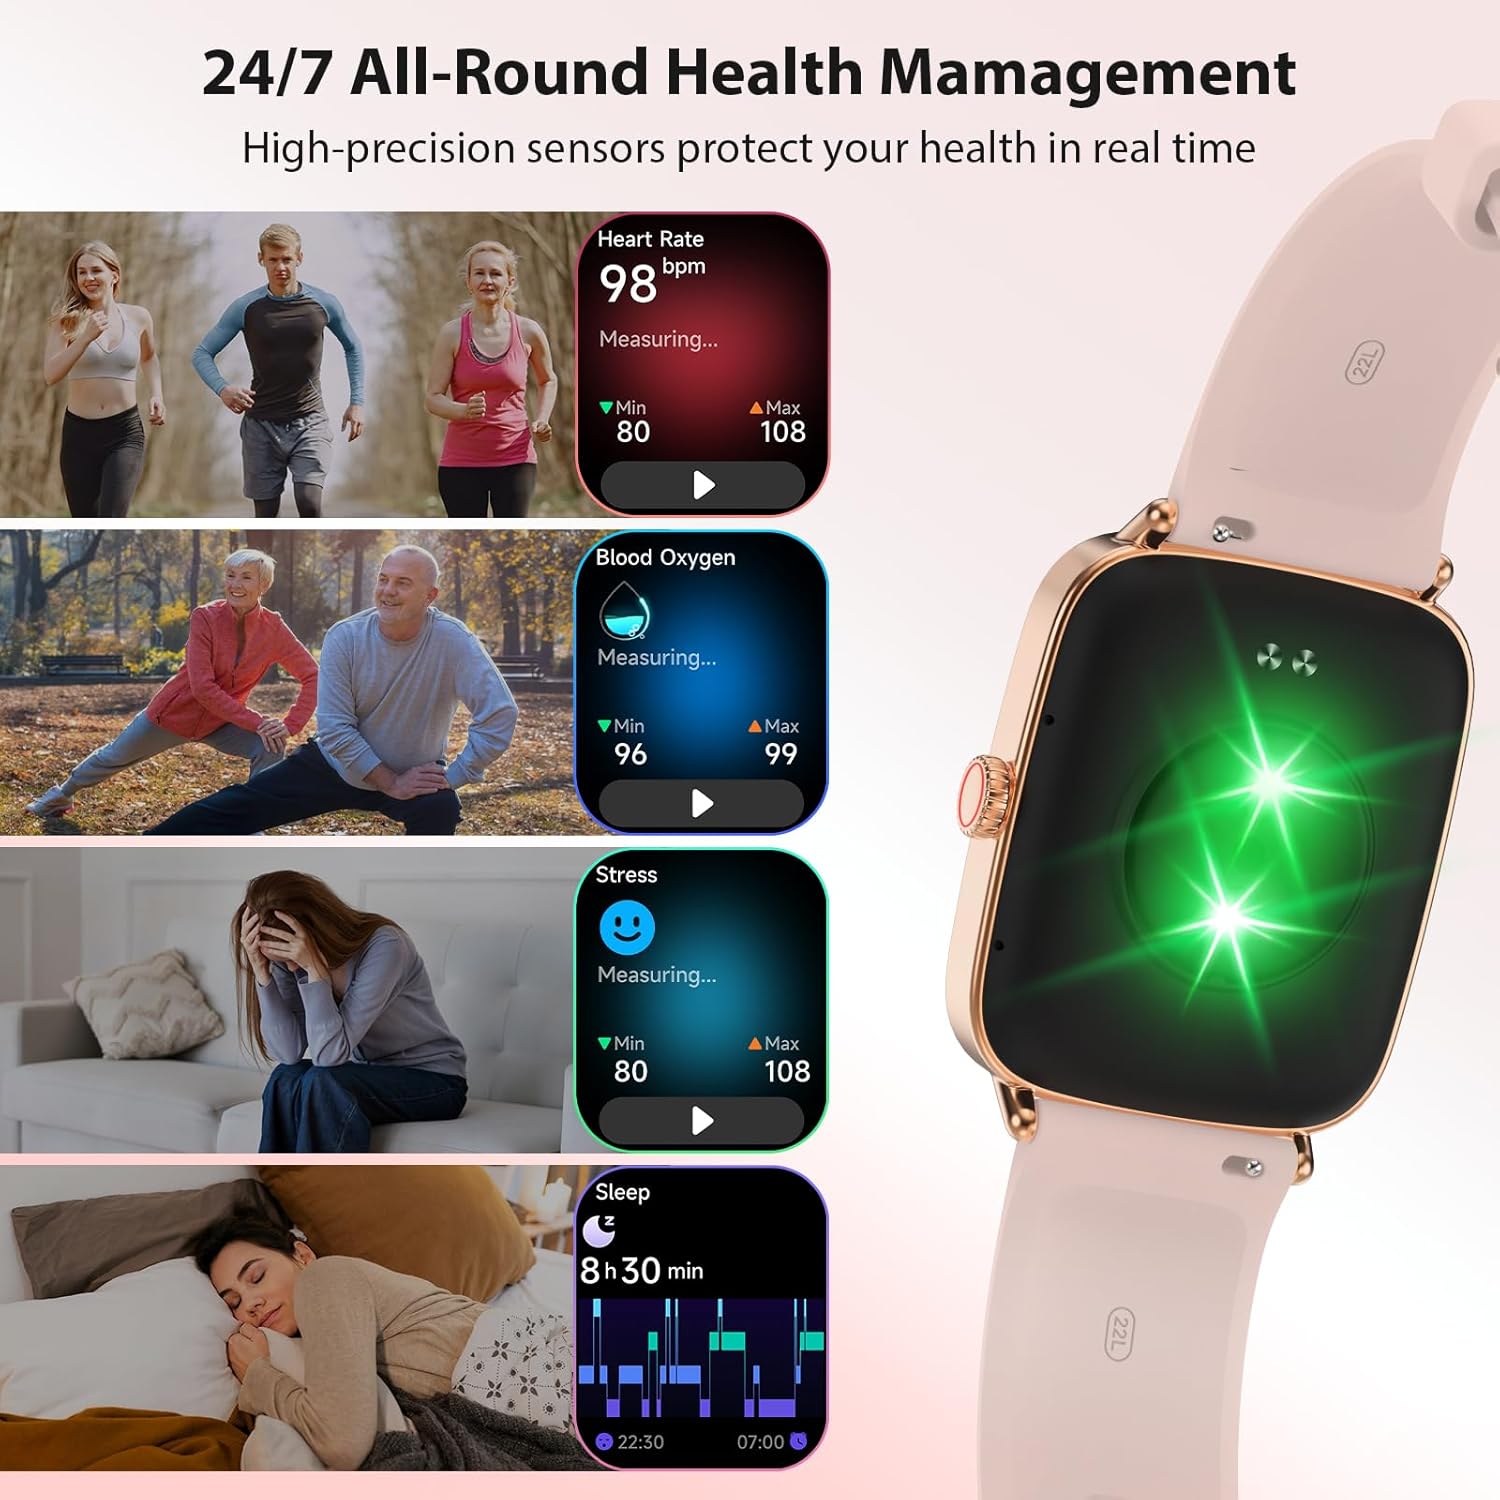 24/7 All-Round Health Mamagement
High-precision sensors protect your health in real time
Heart Rate
98 bpm
Measuring...
Min Max
80 108
Blood Oxygen
Measuring...
Min Max
96 99
Stress
Measuring...
Min Max
80 108
Sleep
z
8 h 30 min
22:30 07:00
22L
22L